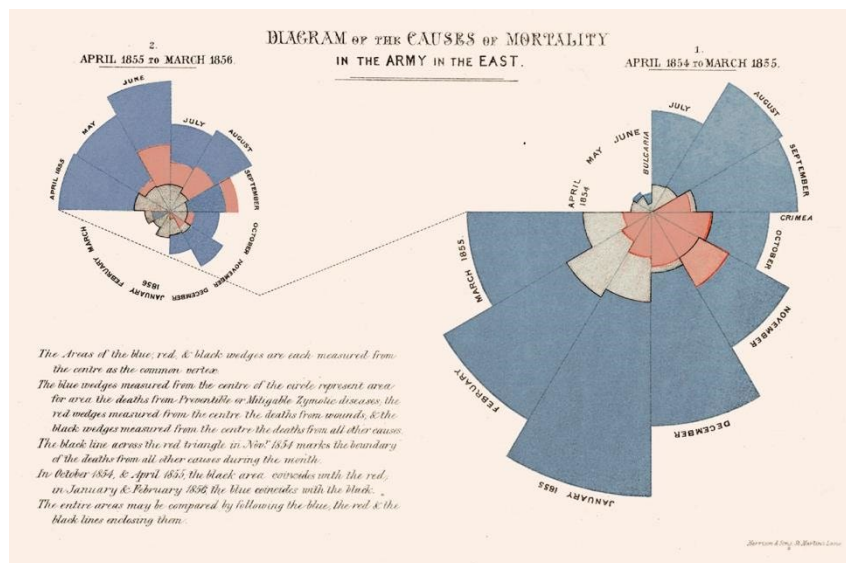 DIAGRAM OF THE CAUSES OF MORTALITY
IN THE ARMY IN THE EAST.
2.
APRIL 1855 TO MARCH 1856.
1.
APRIL 1854 TO MARCH 1855.
APRIL 1855
MAY
JUNE
JULY
AUGUST
SEPTEMBER
OCTOBER
NOVEMBER
DECEMBER
JANUARY
1856
FEBRUARY
MARCH
APRIL
1854
MAY
JUNE
BULGARIA
JULY
AUGUST
SEPTEMBER
CRIMEA
OCTOBER
NOVEMBER
DECEMBER
JANUARY 1855
FEBRUARY
MARCH 1855.
The Areas of the blue, red, & black wedges are each measured from
the centre as the common vertex.
The blue wedges measured from the centre of the circle represent area
for area the deaths from Preventible or Mitigable Zymotic diseases, the
red wedges measured from the centre the deaths from wounds, & the
black wedges measured from the centre the deaths from all other causes.
The black line across the red triangle in Novr. 1854 marks the boundary
of the deaths from all other causes during the month.
In October 1854, & April 1855, the black area coincides with the red,
in January & February 1856, the blue coincides with the black.
The entire areas may be compared by following the blue, the red & the
black lines enclosing them.
Harrison & Sons, St. Martins Lane.